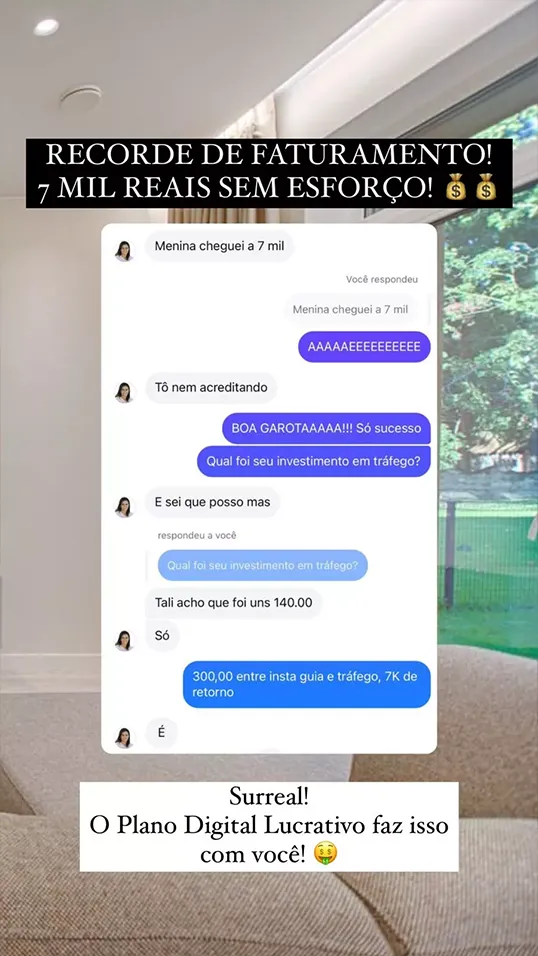 RECORDE DE FATURAMENTO!
7 MIL REAIS SEM ESFORÇO! 💰💰
Menina cheguei a 7 mil
Você respondeu
Menina cheguei a 7 mil
AAAAAEEEEEEEEEE
Tô nem acreditando
BOA GAROTAAAAA!!! Só sucesso
Qual foi seu investimento em tráfego?
E sei que posso mas
respondeu a você
Qual foi seu investimento em tráfego?
Tali acho que foi uns 140.00
Só
300,00 entre insta guia e tráfego, 7K de
retorno
É
Surreal!
O Plano Digital Lucrativo faz isso
com você! 🤑